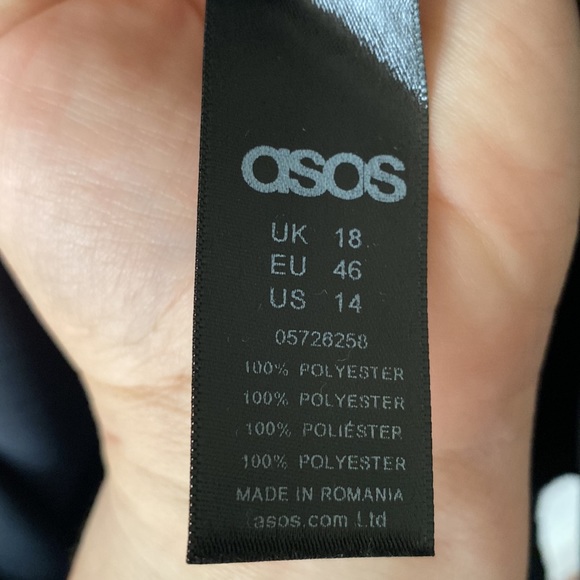 asos
UK 18
EU 46
US 14
05726258
100% POLYESTER
100% POLYESTER
100% POLIÉSTER
100% POLYESTER
MADE IN ROMANIA
asos.com Ltd